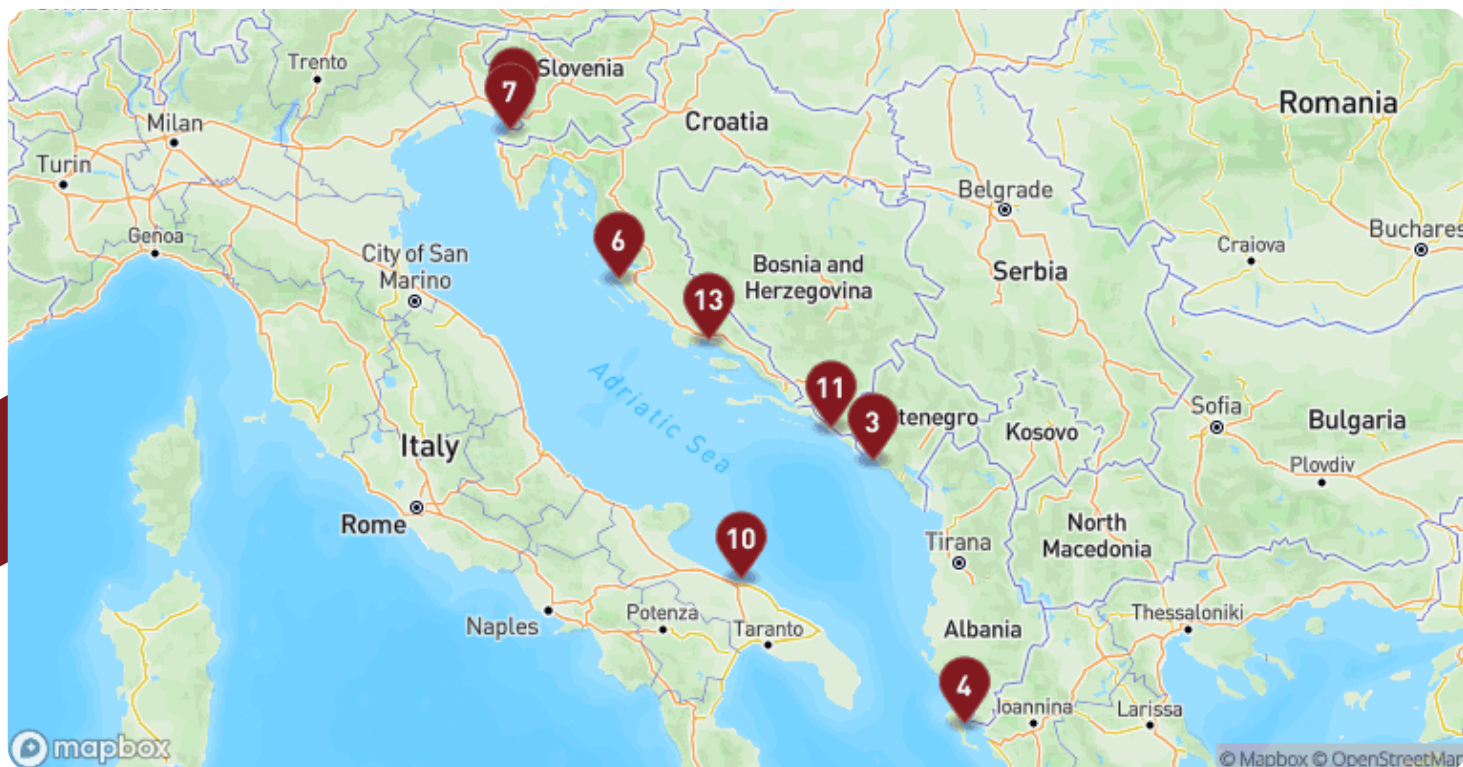 Trento
Slovenia
7
Romania
Milan
Croatia
Turin
Belgrade
Genoa
Bucharest
6
City of San
Marino
Craiova
Bosnia and
Herzegovina
Serbia
13
Adriatic Sea
11
3
tenegro
Sofia
Bulgaria
Kosovo
Italy
Plovdiv
Rome
North
Macedonia
10
Tirana
Naples
Potenza
Taranto
Albania
Thessaloniki
4
Ioannina
Larissa
mapbox
© Mapbox © OpenStreetMap